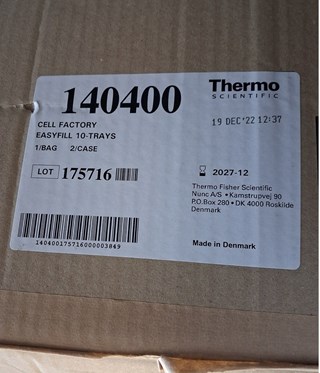 140400
Thermo
SCIENTIFIC
CELL FACTORY
EASYFILL 10-TRAYS
1/BAG 2/CASE
19 DEC'22 12:37
LOT 175716
2027-12
Thermo Fisher Scientific
Nunc A/S • Kamstrupvej 90
P.O.Box 280 • DK 4000 Roskilde
Denmark
140400175716000003849
Made in Denmark